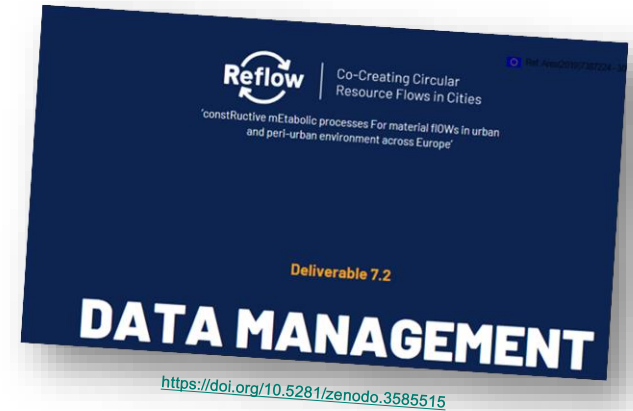 Reflow
Co-Creating Circular
Resource Flows in Cities
'constRuctive mEtabolic processes For material flOWs in urban
and peri-urban environment across Europe'
Deliverable 7.2
DATA MANAGEMENT
https://doi.org/10.5281/zenodo.3585515